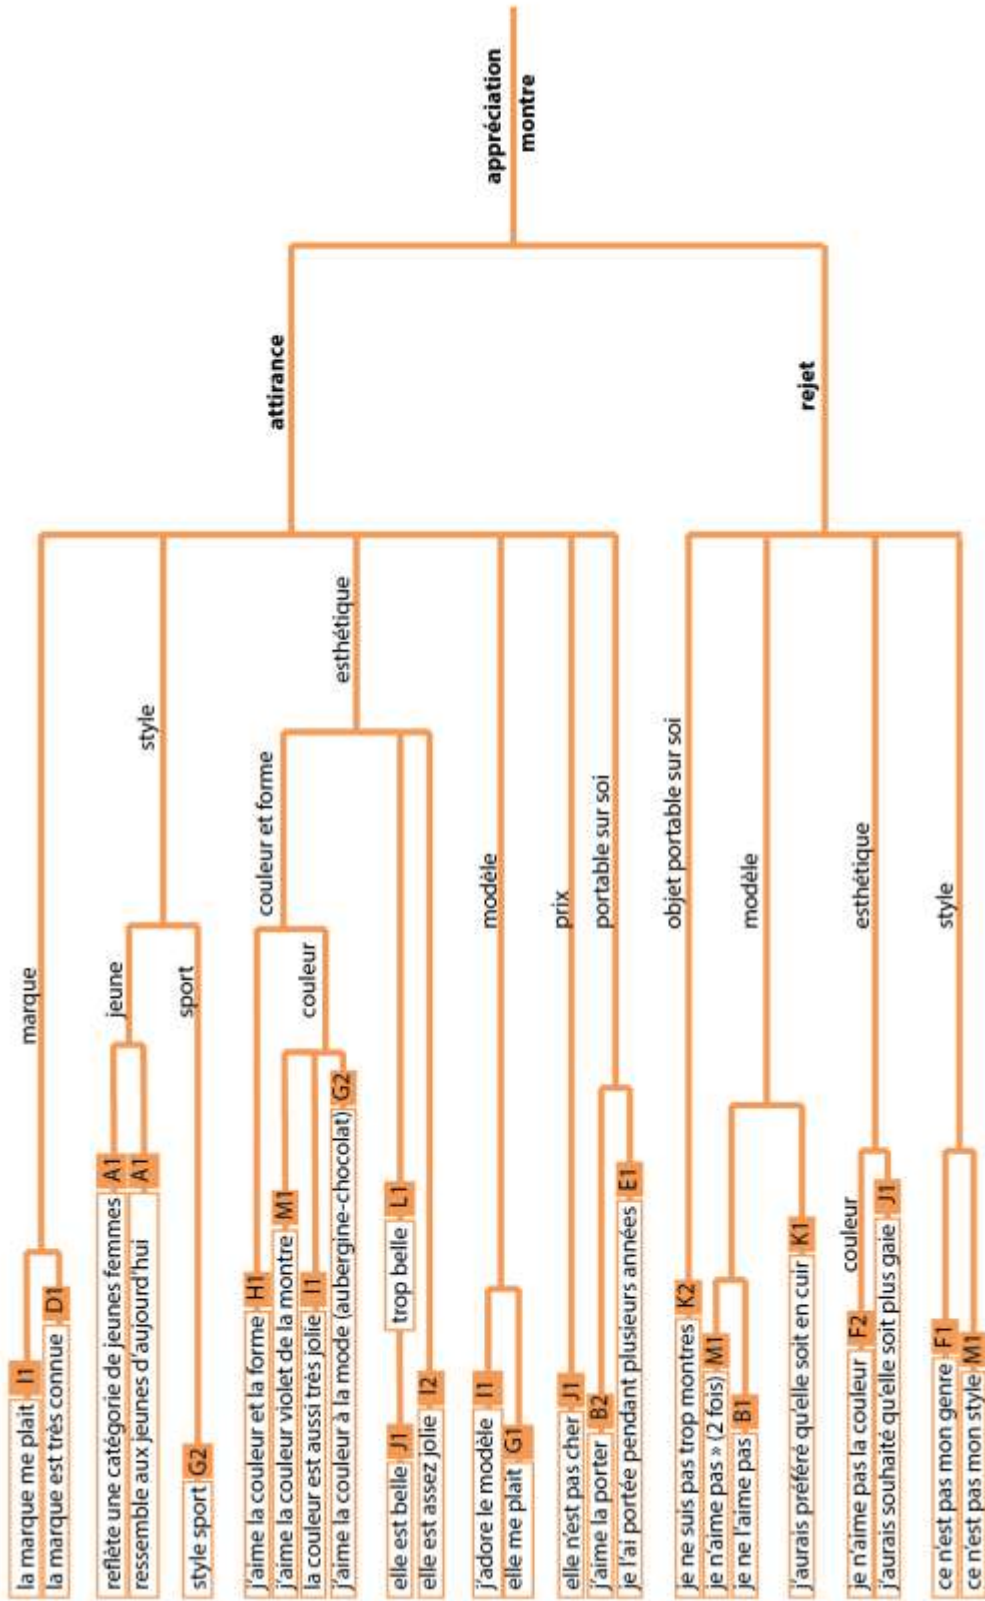 appréciation
montre
attirance
rejet
marque
style
esthétique
modèle
prix
portable sur soi
objet portable sur soi
modèle
esthétique
style
jeune
sport
couleur et forme
couleur
couleur
la marque me plait I1
la marque est très connue D1
reflète une catégorie de jeunes femmes A1
ressemble aux jeunes d'aujourd'hui A1
style sport G2
j'aime la couleur et la forme H1
j'aime la couleur violet de la montre M1
la couleur est aussi très jolie I1
j'aime la couleur à la mode (aubergine-chocolat) G2
elle est belle J1 trop belle L1
elle est assez jolie I2
j'adore le modèle I1
elle me plait G1
elle n'est pas cher J1
j'aime la porter B2
je l'ai portée pendant plusieurs années E1
je ne suis pas trop montres K2
je n'aime pas » (2 fois) M1
je ne l'aime pas B1
j'aurais préféré qu'elle soit en cuir K1
je n'aime pas la couleur F2
j'aurais souhaité qu'elle soit plus gaie J1
ce n'est pas mon genre F1
ce n'est pas mon style M1